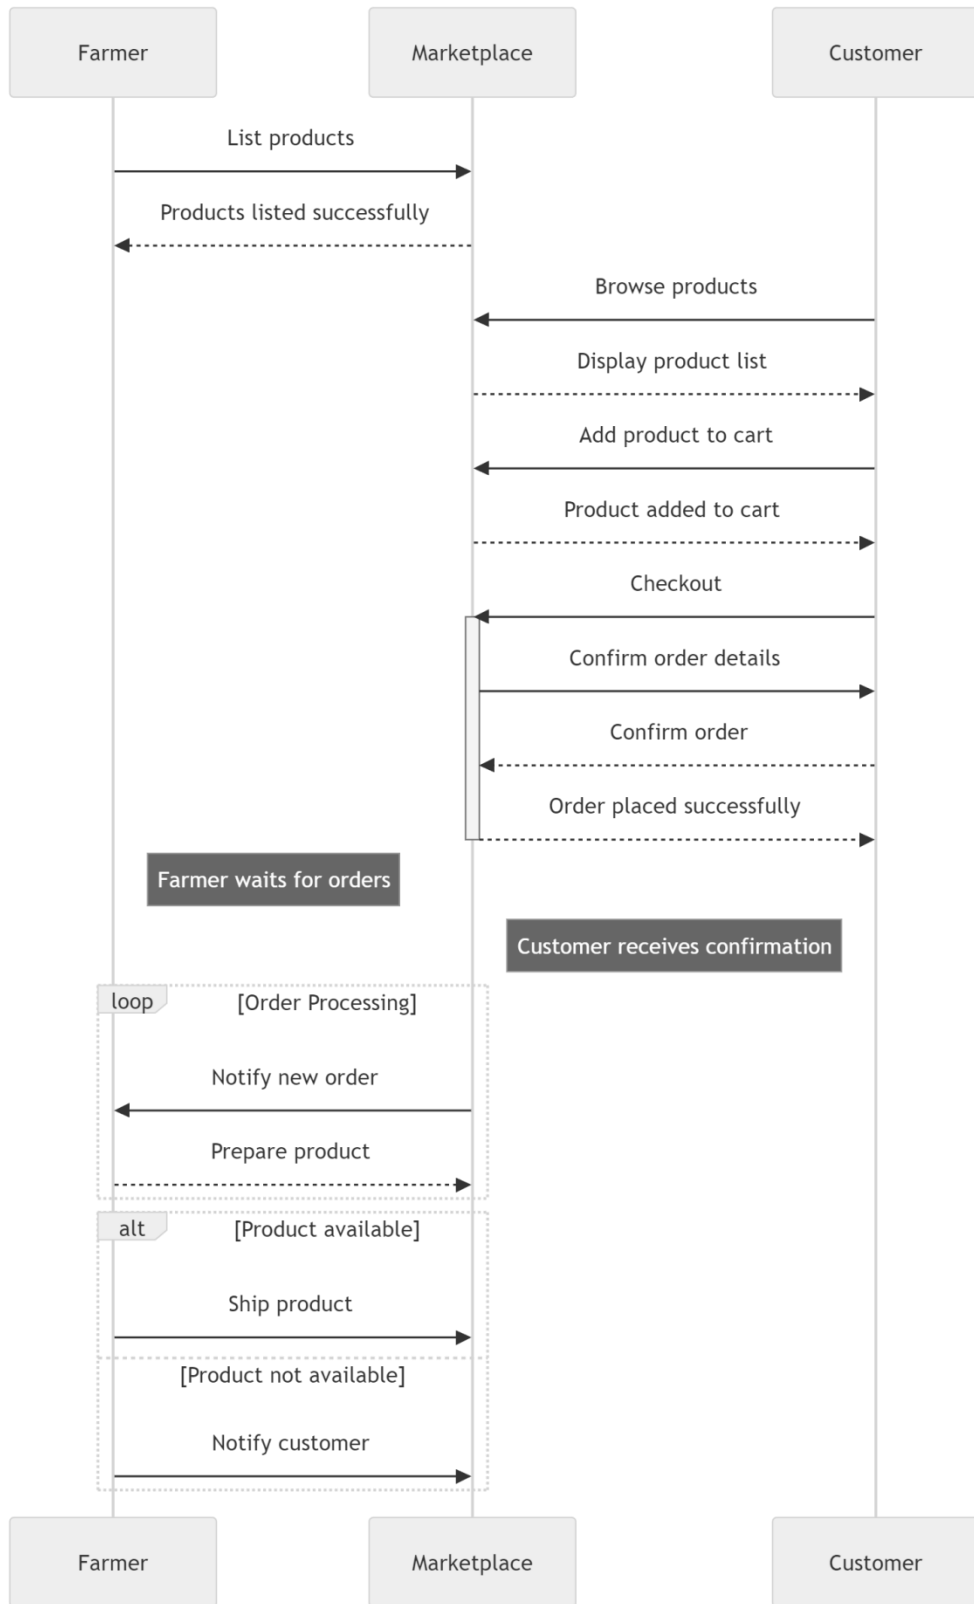 Farmer
Marketplace
Customer
List products
Products listed successfully
Browse products
Display product list
Add product to cart
Product added to cart
Checkout
Confirm order details
Confirm order
Order placed successfully
Farmer waits for orders
Customer receives confirmation
loop
[Order Processing]
Notify new order
Prepare product
alt
[Product available]
Ship product
[Product not available]
Notify customer
Farmer
Marketplace
Customer